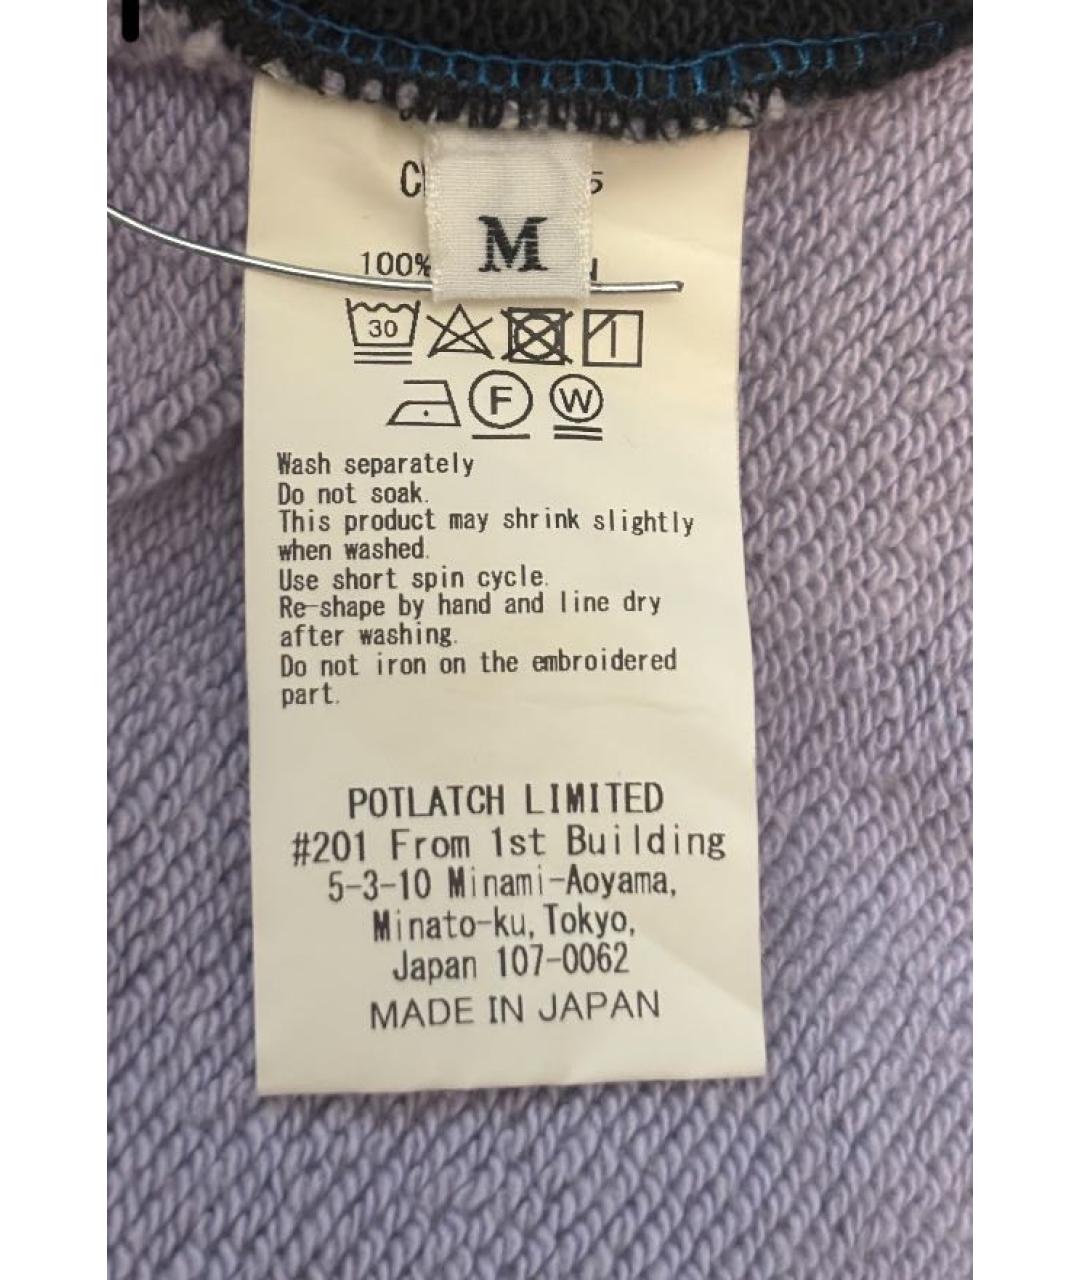 M
100%
30
F W
Wash separately
Do not soak.
This product may shrink slightly
when washed.
Use short spin cycle.
Re-shape by hand and line dry
after washing.
Do not iron on the embroidered
part.
POTLATCH LIMITED
#201 From 1st Building
5-3-10 Minami-Aoyama,
Minato-ku, Tokyo,
Japan 107-0062
MADE IN JAPAN